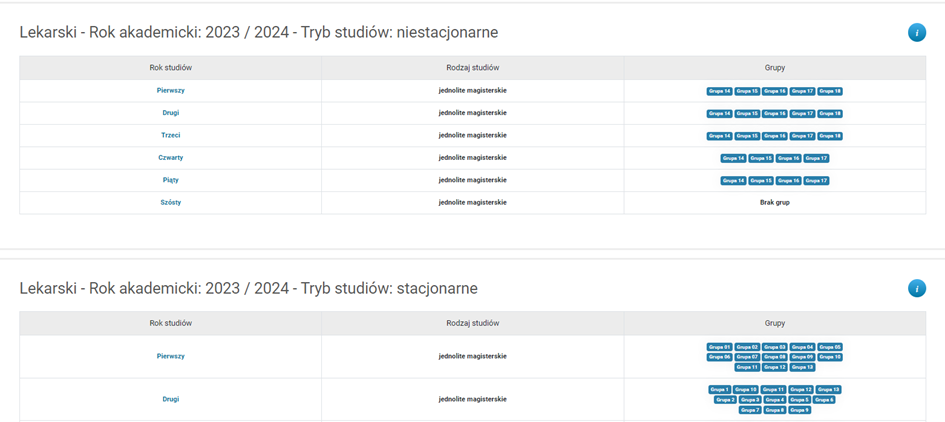 Lekarski - Rok akademicki: 2023 / 2024 - Tryb studiów: niestacjonarne
i
Rok studiów Rodzaj studiów Grupy
Pierwszy jednolite magisterskie Grupa 14 Grupa 15 Grupa 16 Grupa 17 Grupa 18
Drugi jednolite magisterskie Grupa 14 Grupa 15 Grupa 16 Grupa 17 Grupa 18
Trzeci jednolite magisterskie Grupa 14 Grupa 15 Grupa 16 Grupa 17 Grupa 18
Czwarty jednolite magisterskie Grupa 14 Grupa 15 Grupa 16 Grupa 17
Piąty jednolite magisterskie Grupa 14 Grupa 15 Grupa 16 Grupa 17
Szósty jednolite magisterskie Brak grup
Lekarski - Rok akademicki: 2023 / 2024 - Tryb studiów: stacjonarne
i
Rok studiów Rodzaj studiów Grupy
Grupa 01 Grupa 02 Grupa 03 Grupa 04 Grupa 05
Pierwszy jednolite magisterskie Grupa 06 Grupa 07 Grupa 08 Grupa 09 Grupa 10
Grupa 11 Grupa 12 Grupa 13
Grupa 1 Grupa 10 Grupa 11 Grupa 12 Grupa 13
Drugi jednolite magisterskie Grupa 2 Grupa 3 Grupa 4 Grupa 5 Grupa 6
Grupa 7 Grupa 8 Grupa 9